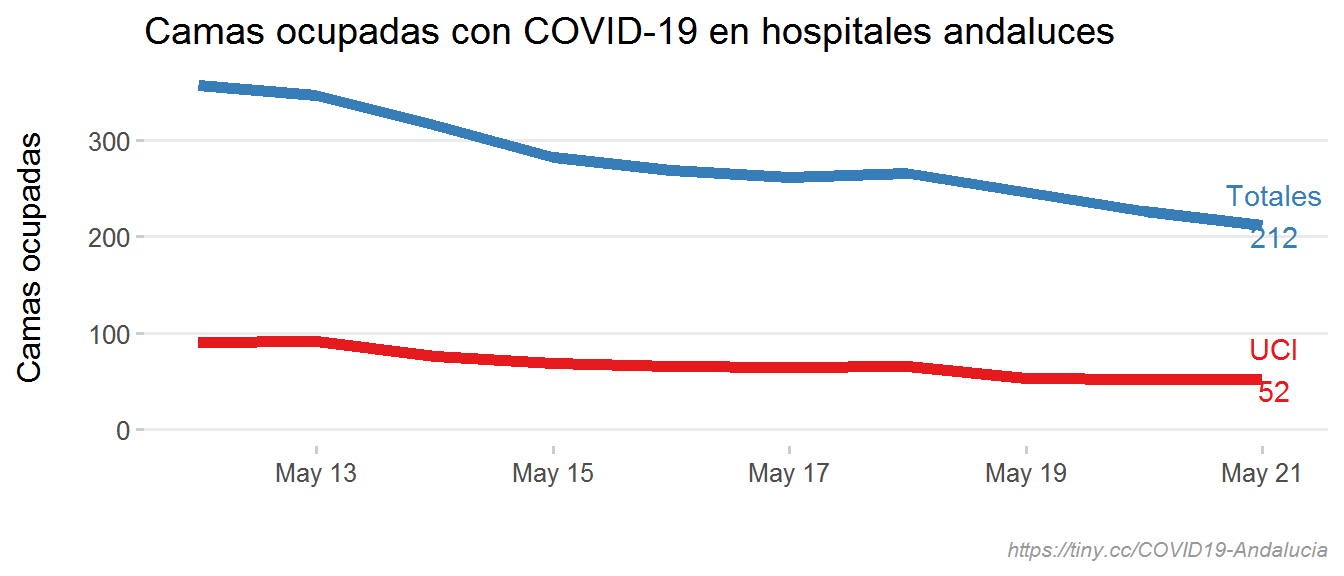 Camas ocupadas con COVID-19 en hospitales andaluces
Camas ocupadas
300
200
100
0
Totales
212
UCI
52
May 13 May 15 May 17 May 19 May 21
https://tiny.cc/COVID19-Andalucia